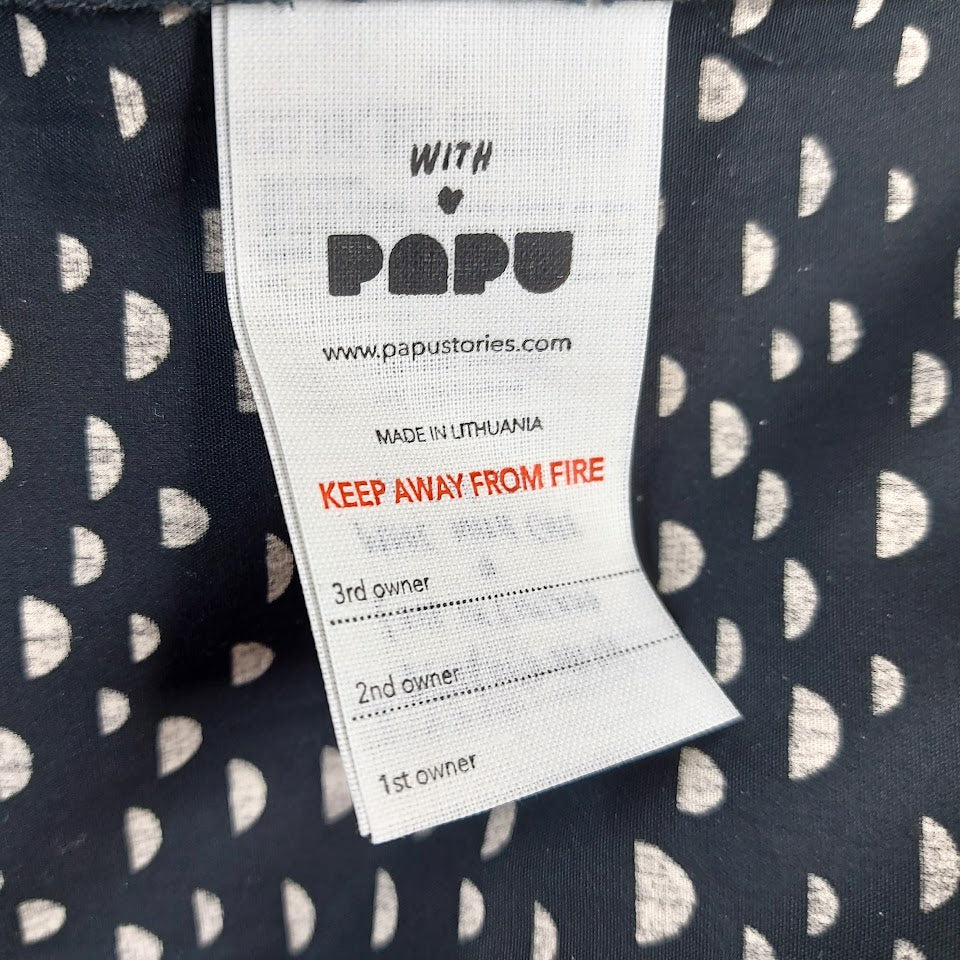 WITH
PAPU
www.papustories.com
MADE IN LITHUANIA
KEEP AWAY FROM FIRE
3rd owner
2nd owner
1st owner